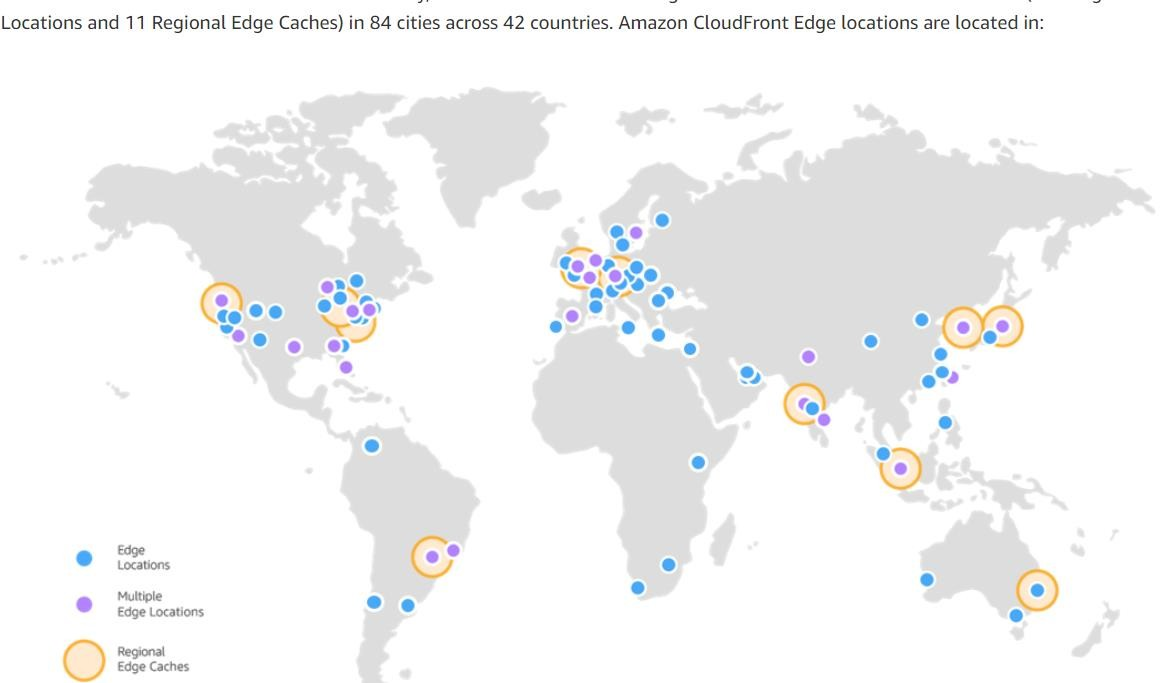 Locations and 11 Regional Edge Caches) in 84 cities across 42 countries. Amazon CloudFront Edge locations are located in:
Edge
Locations
Multiple
Edge Locations
Regional
Edge Caches